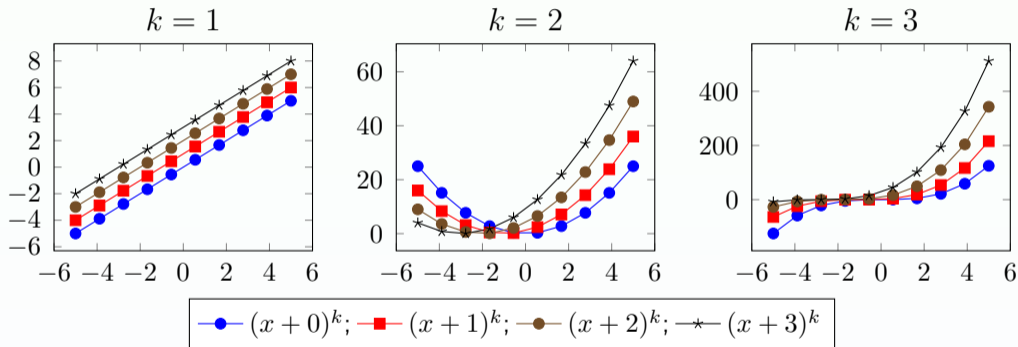 k = 1
k = 2
k = 3
8
6
4
2
0
−2
−4
−6
−6 −4 −2 0 2 4 6
60
40
20
0
−6 −4 −2 0 2 4 6
400
200
0
−6 −4 −2 0 2 4 6
(x + 0)^k; (x + 1)^k; (x + 2)^k; (x + 3)^k